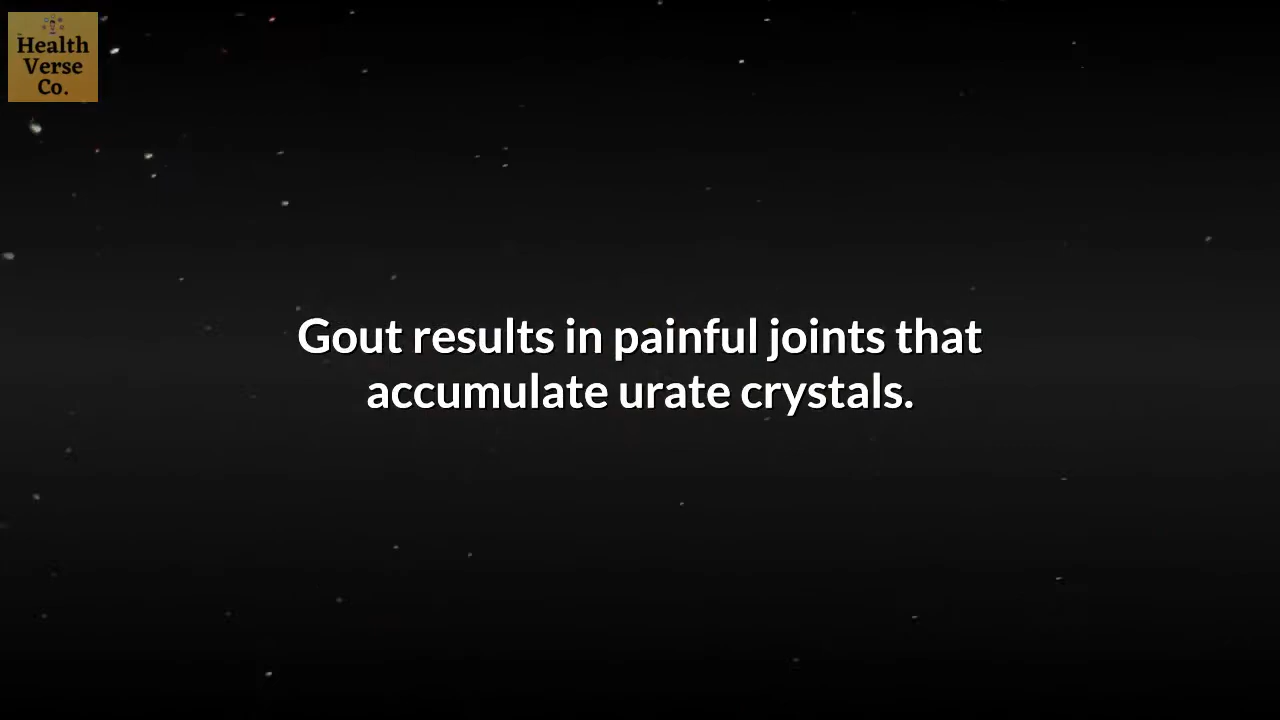 Health
Verse
Co.
Gout results in painful joints that
accumulate urate crystals.